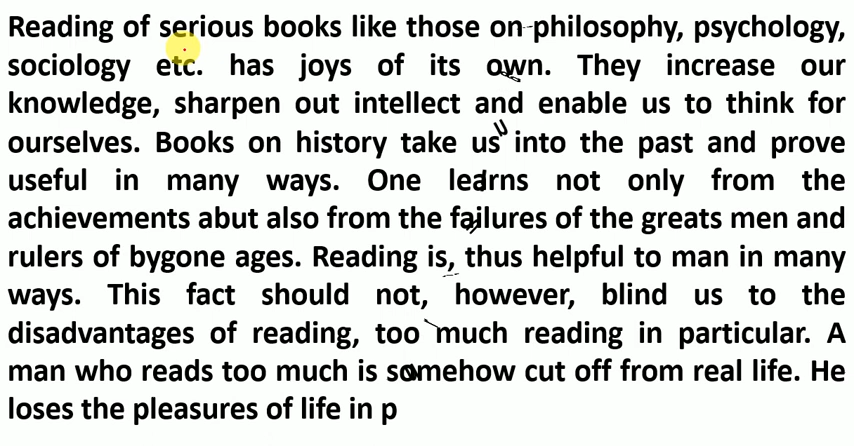 Reading of serious books like those on philosophy, psychology,
sociology etc. has joys of its own. They increase our
knowledge, sharpen out intellect and enable us to think for
ourselves. Books on history take us into the past and prove
useful in many ways. One learns not only from the
achievements abut also from the failures of the greats men and
rulers of bygone ages. Reading is, thus helpful to man in many
ways. This fact should not, however, blind us to the
disadvantages of reading, too much reading in particular. A
man who reads too much is somehow cut off from real life. He
loses the pleasures of life in p